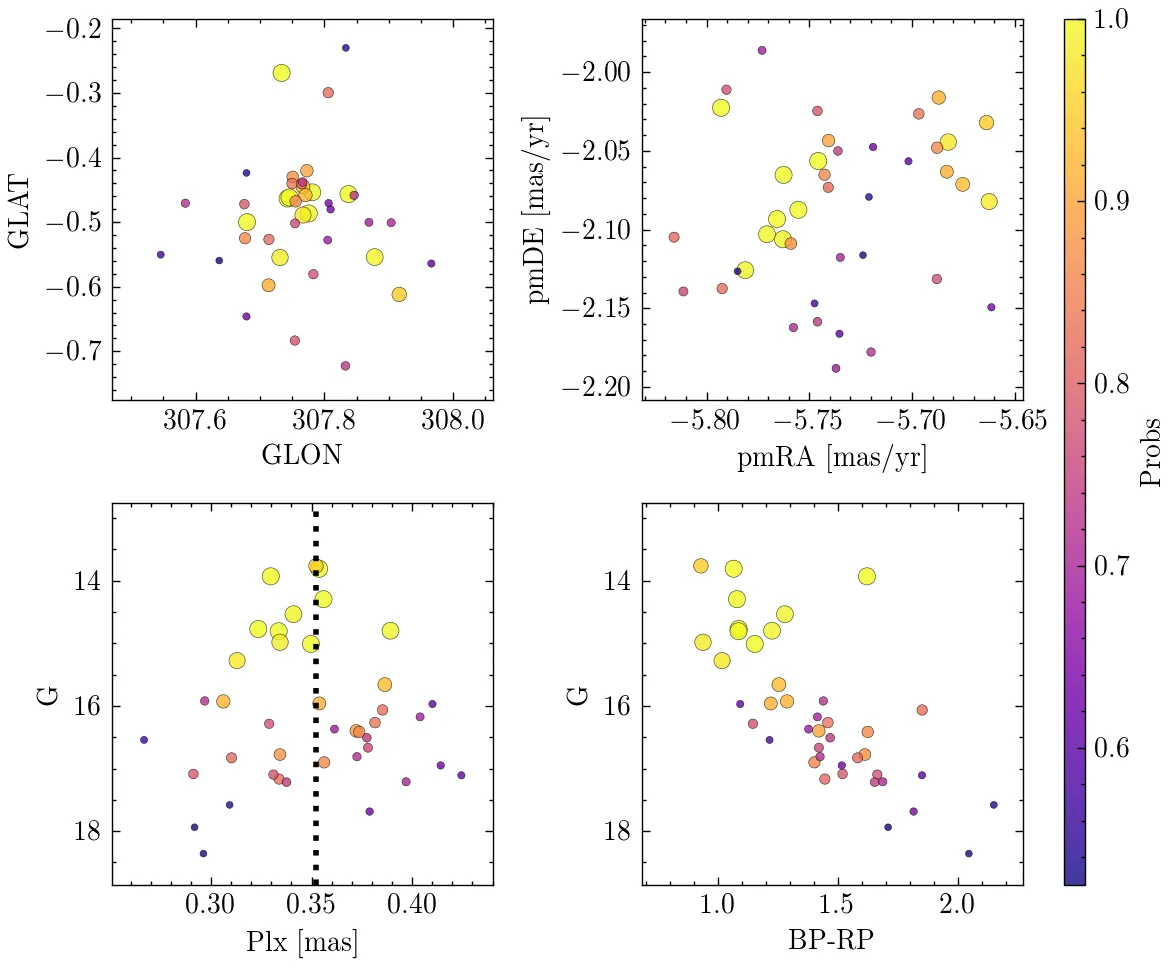 −0.2
−0.3
−0.4
−0.5
−0.6
−0.7
GLAT
307.6 307.8 308.0
GLON
−2.00
−2.05
−2.10
−2.15
−2.20
pmDE [mas/yr]
−5.80 −5.75 −5.70 −5.65
pmRA [mas/yr]
14
16
18
G
0.30 0.35 0.40
Plx [mas]
14
16
18
G
1.0 1.5 2.0
BP-RP
1.0
0.9
0.8
0.7
0.6
Probs